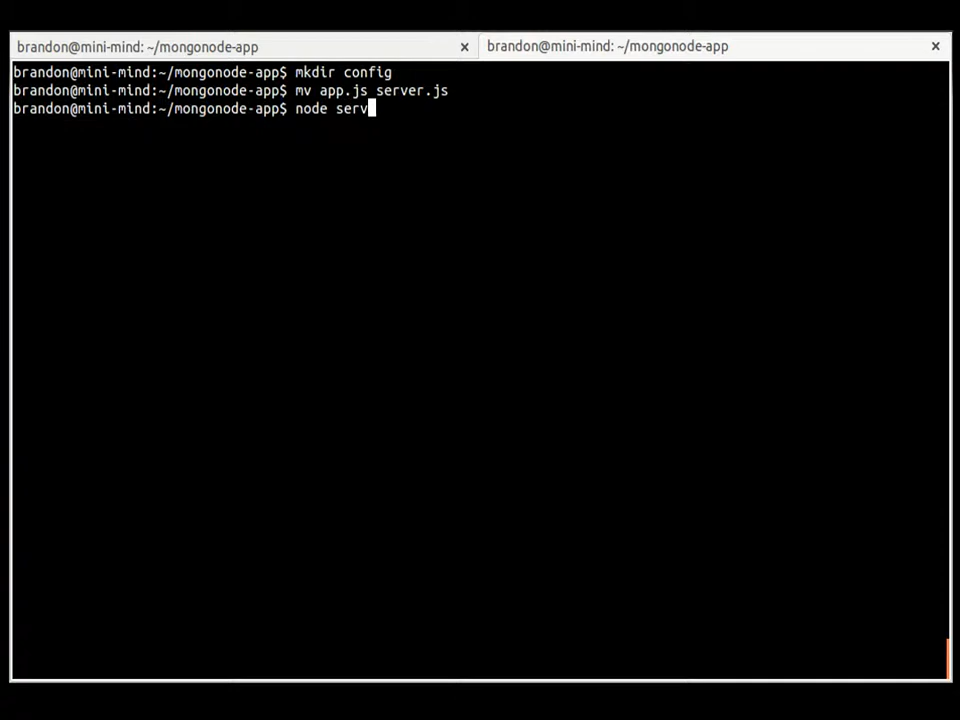 brandon@mini-mind: ~/mongonode-app × brandon@mini-mind: ~/mongonode-app ×
brandon@mini-mind:~/mongonode-app$ mkdir config
brandon@mini-mind:~/mongonode-app$ mv app.js server.js
brandon@mini-mind:~/mongonode-app$ node serv